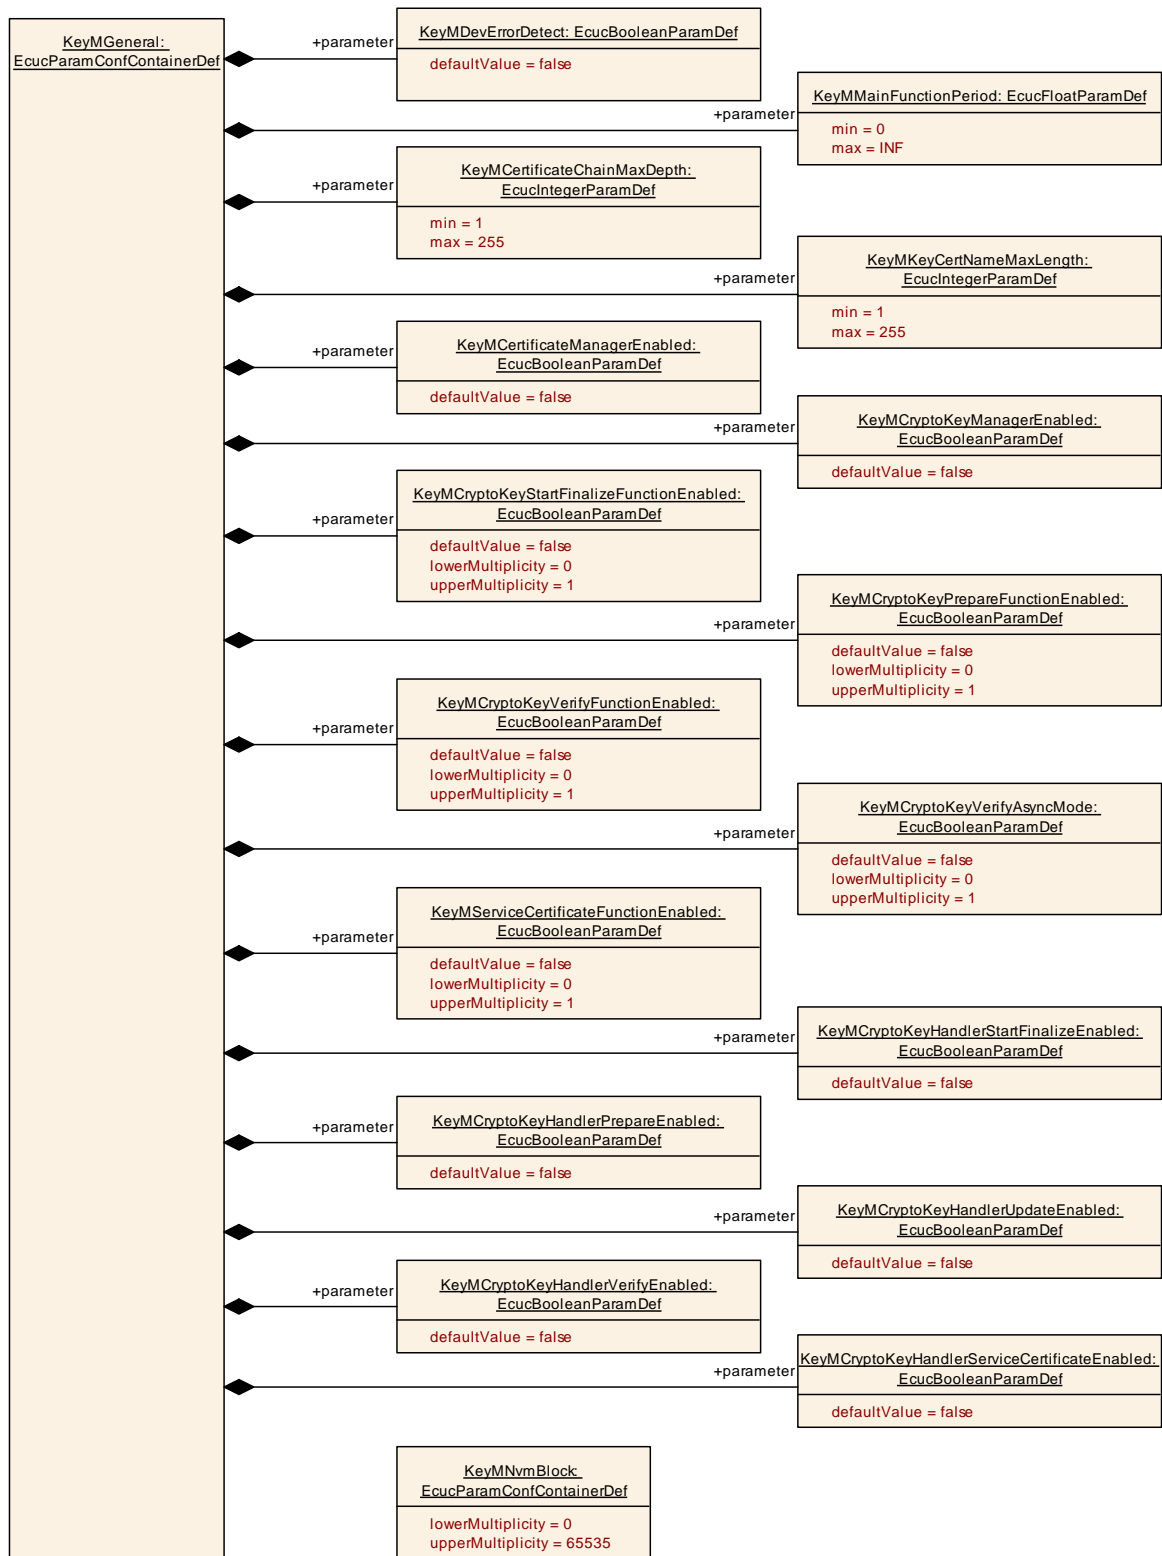 KeyMGeneral:
EcucParamConfContainerDef
+parameter
KeyMDevErrorDetect: EcucBooleanParamDef
defaultValue = false
+parameter
KeyMMainFunctionPeriod: EcucFloatParamDef
min = 0
max = INF
+parameter
KeyMCertificateChainMaxDepth:
EcucIntegerParamDef
min = 1
max = 255
+parameter
KeyMKeyCertNameMaxLength:
EcucIntegerParamDef
min = 1
max = 255
+parameter
KeyMCertificateManagerEnabled:
EcucBooleanParamDef
defaultValue = false
+parameter
KeyMCryptoKeyManagerEnabled:
EcucBooleanParamDef
defaultValue = false
+parameter
KeyMCryptoKeyStartFinalizeFunctionEnabled:
EcucBooleanParamDef
defaultValue = false
lowerMultiplicity = 0
upperMultiplicity = 1
+parameter
KeyMCryptoKeyPrepareFunctionEnabled:
EcucBooleanParamDef
defaultValue = false
lowerMultiplicity = 0
upperMultiplicity = 1
+parameter
KeyMCryptoKeyVerifyFunctionEnabled:
EcucBooleanParamDef
defaultValue = false
lowerMultiplicity = 0
upperMultiplicity = 1
+parameter
KeyMCryptoKeyVerifyAsyncMode:
EcucBooleanParamDef
defaultValue = false
lowerMultiplicity = 0
upperMultiplicity = 1
+parameter
KeyMServiceCertificateFunctionEnabled:
EcucBooleanParamDef
defaultValue = false
lowerMultiplicity = 0
upperMultiplicity = 1
+parameter
KeyMCryptoKeyHandlerStartFinalizeEnabled:
EcucBooleanParamDef
defaultValue = false
+parameter
KeyMCryptoKeyHandlerPrepareEnabled:
EcucBooleanParamDef
defaultValue = false
+parameter
KeyMCryptoKeyHandlerUpdateEnabled:
EcucBooleanParamDef
defaultValue = false
+parameter
KeyMCryptoKeyHandlerVerifyEnabled:
EcucBooleanParamDef
defaultValue = false
+parameter
KeyMCryptoKeyHandlerServiceCertificateEnabled:
EcucBooleanParamDef
defaultValue = false
KeyMNvmBlock:
EcucParamConfContainerDef
lowerMultiplicity = 0
upperMultiplicity = 65535